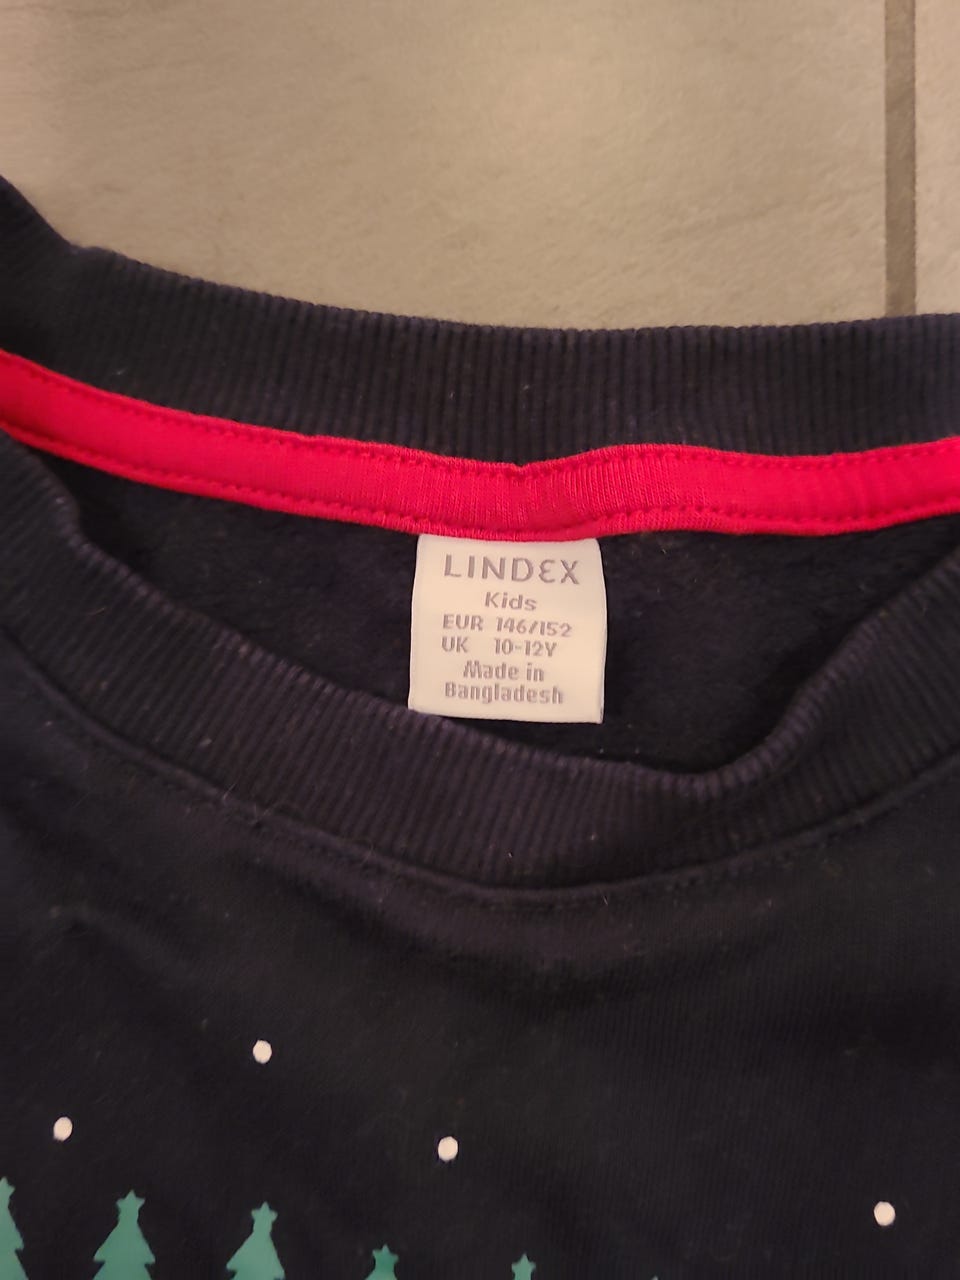 LINDEX
Kids
EUR 146/152
UK 10-12Y
Made in
Bangladesh